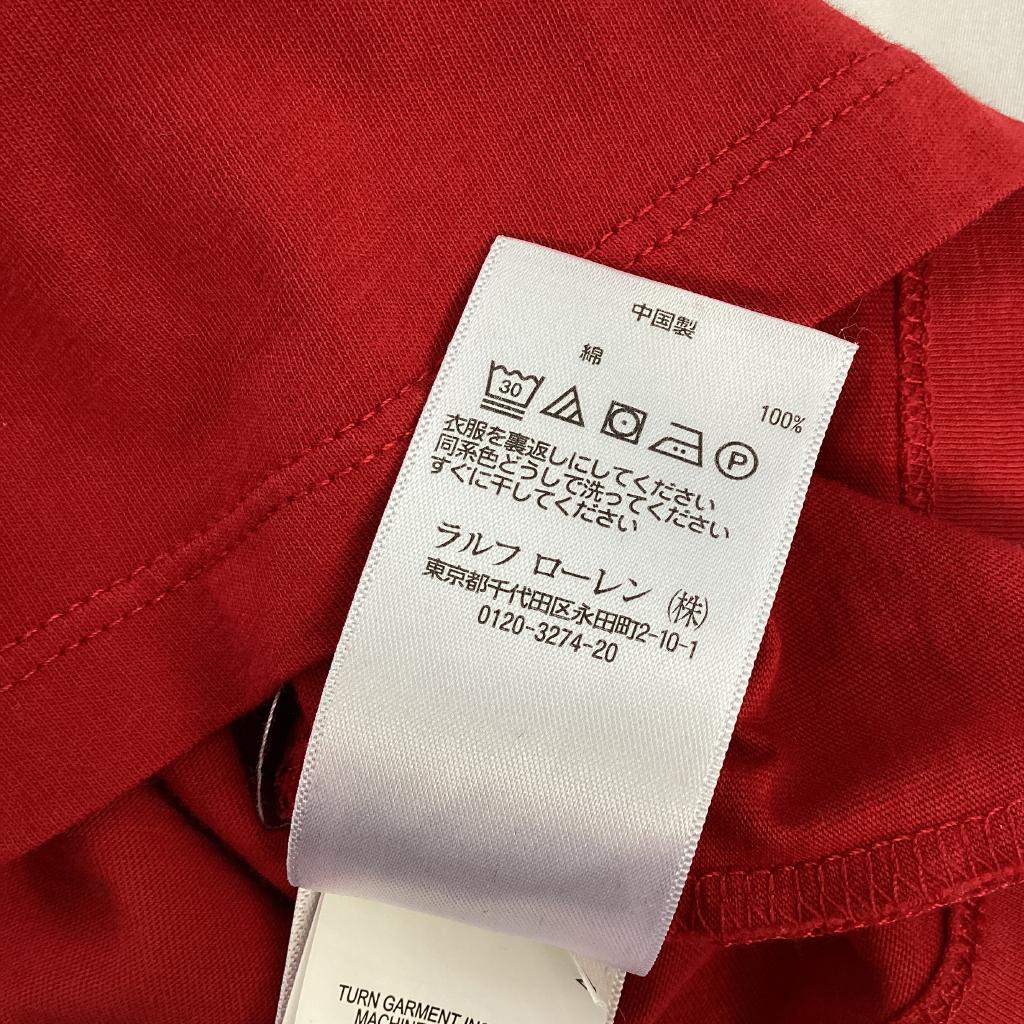 中国製
綿 100%
30
P
衣服を裏返しにしてください
同系色どうしで洗ってください
すぐに干してください
ラルフ ローレン (株)
東京都千代田区永田町2-10-1
0120-3274-20
TURN GARMENT
MACHINE